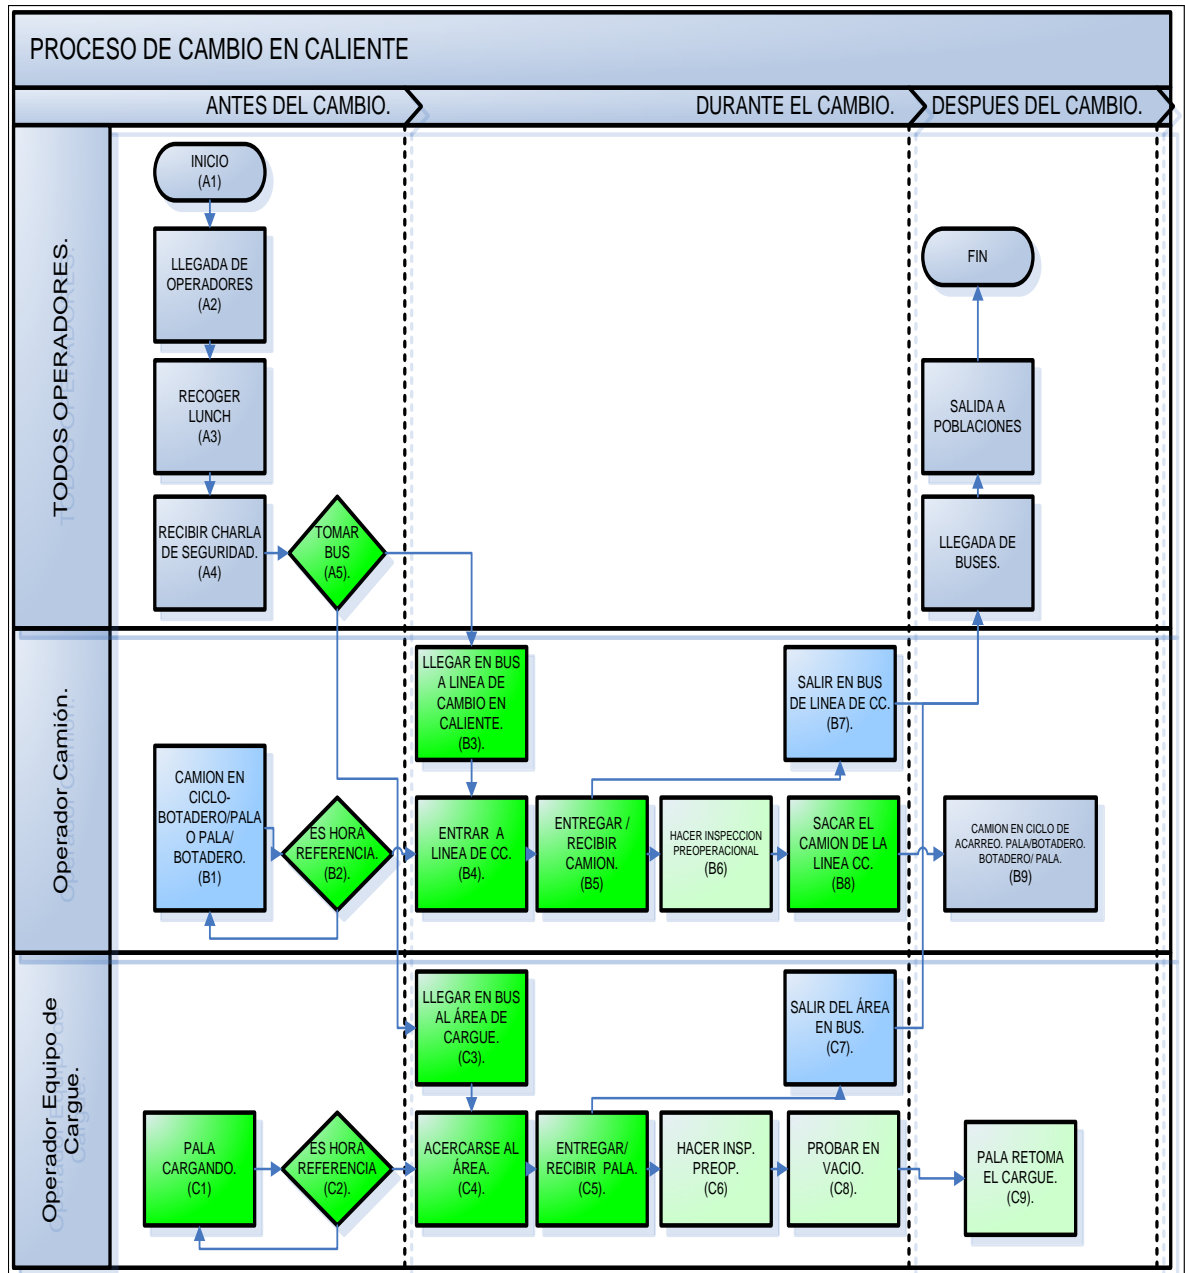 PROCESO DE CAMBIO EN CALIENTE
ANTES DEL CAMBIO.
DURANTE EL CAMBIO.
DESPUES DEL CAMBIO.
TODOS OPERADORES.
INICIO
(A1)
LLEGADA DE
OPERADORES
(A2)
RECOGER
LUNCH
(A3)
RECIBIR CHARLA
DE SEGURIDAD.
(A4)
TOMAR
BUS
(A5).
FIN
SALIDA A
POBLACIONES
LLEGADA DE
BUSES.
Operador Camión.
CAMION EN
CICLO-
BOTADERO/PALA
O PALA/
BOTADERO.
(B1)
ES HORA
REFERENCIA.
(B2).
LLEGAR EN BUS
A LINEA DE
CAMBIO EN
CALIENTE.
(B3).
ENTRAR A
LINEA DE CC.
(B4).
ENTREGAR /
RECIBIR
CAMION.
(B5)
HACER INSPECCION
PREOPERACIONAL
(B6)
SALIR EN BUS
DE LINEA DE CC.
(B7).
SACAR EL
CAMION DE LA
LINEA CC.
(B8)
CAMION EN CICLO DE
ACARREO. PALA/BOTADERO.
BOTADERO/ PALA.
(B9)
Operador Equipo de
Cargue.
PALA
CARGANDO.
(C1)
ES HORA
REFERENCIA
(C2).
LLEGAR EN BUS
AL ÁREA DE
CARGUE.
(C3).
ACERCARSE AL
ÁREA.
(C4).
ENTREGAR/
RECIBIR PALA.
(C5).
HACER INSP.
PREOP.
(C6)
SALIR DEL ÁREA
EN BUS.
(C7).
PROBAR EN
VACIO.
(C8).
PALA RETOMA
EL CARGUE.
(C9).